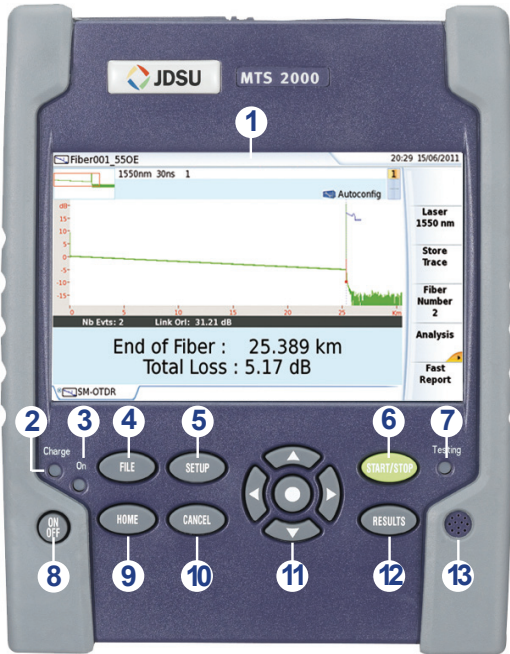 JDSU MTS 2000
1
Fiber001_55OE 20:29 15/06/2011
1550nm 30ns 1 1
Autoconfig
dB
15
10
5
0
-5
-10
-15
0 5 10 15 20 25 Km
Nb Evts: 2 Link Orl: 31.21 dB
End of Fiber : 25.389 km
Total Loss : 5.17 dB
SM-OTDR
Laser
1550 nm
Store
Trace
Fiber
Number
2
Analysis
Fast
Report
2 3 4 5 6 7
Charge On Testing
FILE SETUP START/STOP
ON
OFF
HOME CANCEL RESULTS
8 9 10 11 12 13